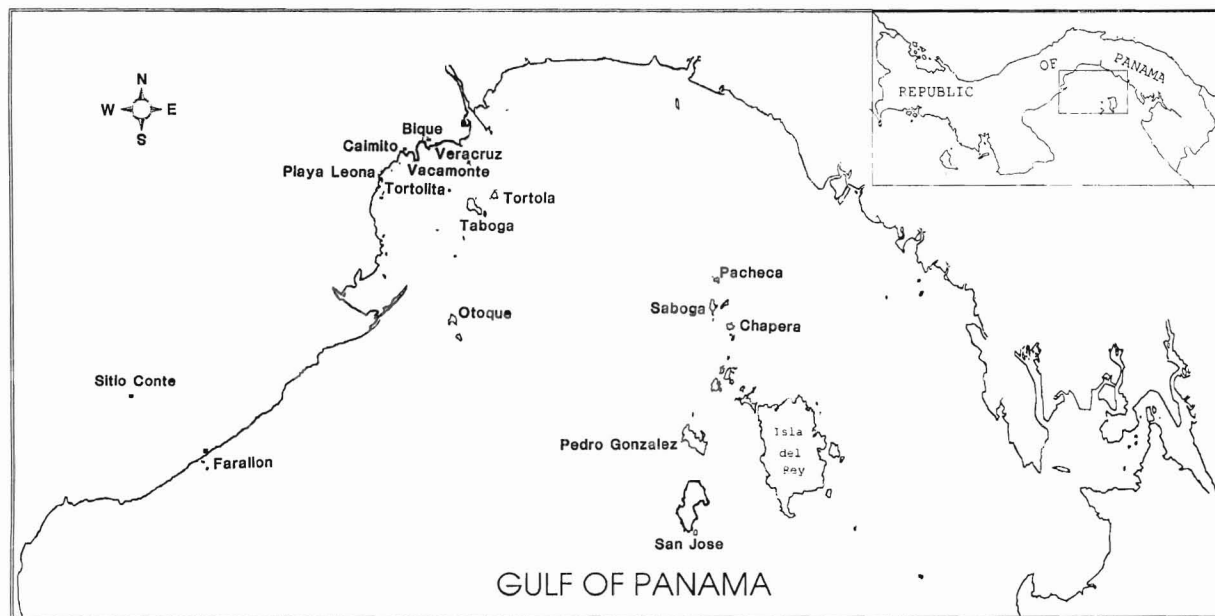 N
W E
S
REPUBLIC
OF
PANAMA
Bique
Caimito
Veracruz
Playa Leona
Vacamonte
Tortolita
Tortola
Taboga
Pacheca
Saboga
Otoque
Chapera
Sitio Conte
Pedro Gonzalez
Isla
del
Rey
Farallon
San Jose
GULF OF PANAMA